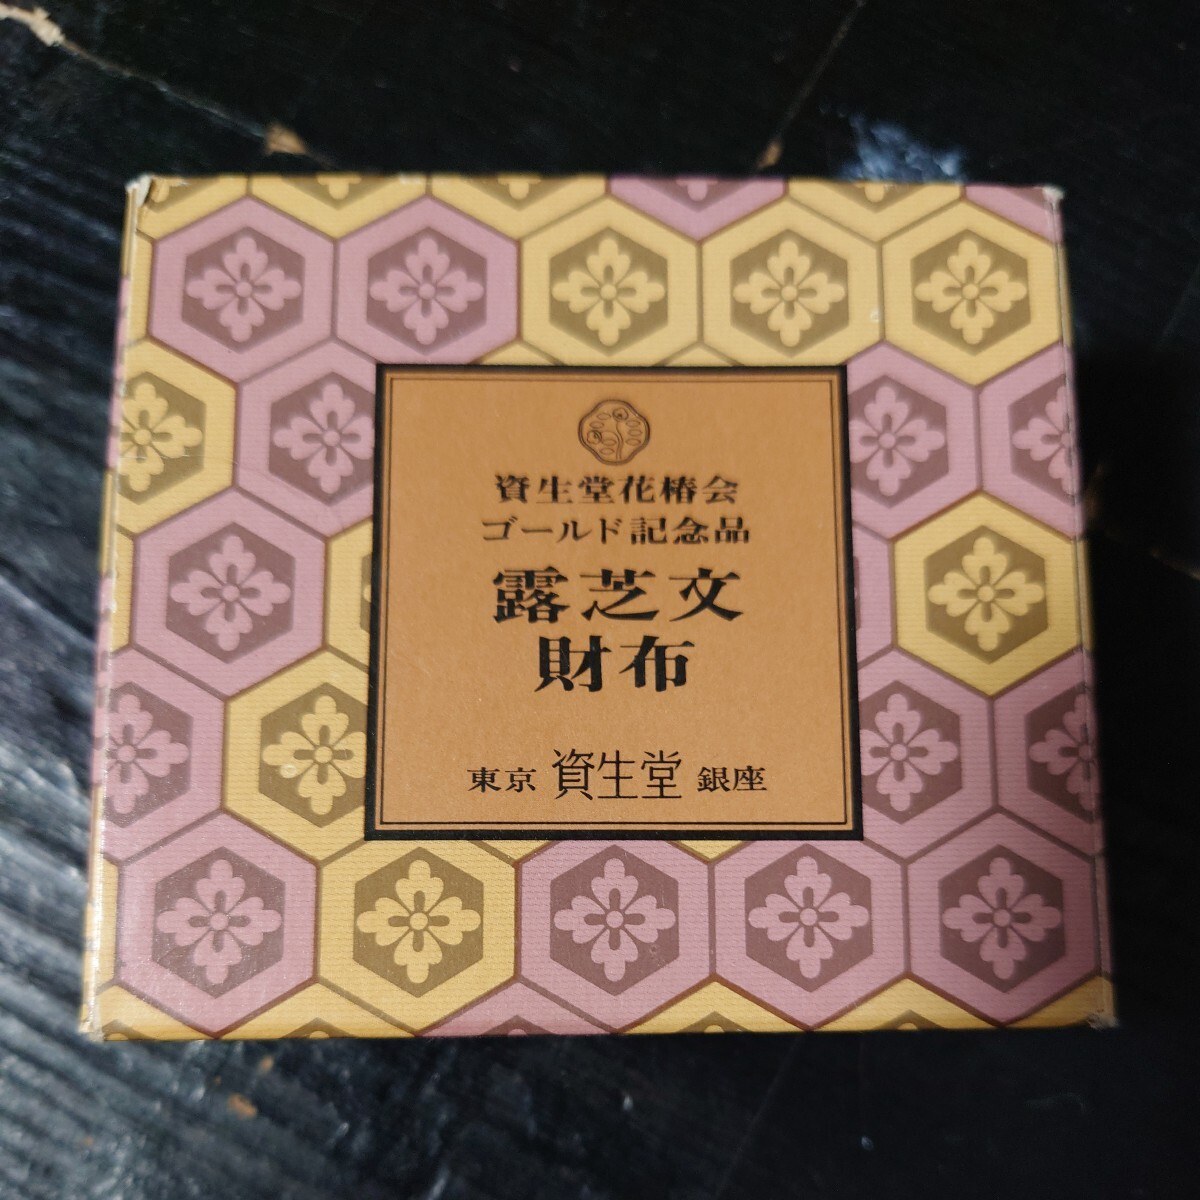 資生堂花椿会
ゴールド記念品
露芝文
財布
東京 資生堂 銀座